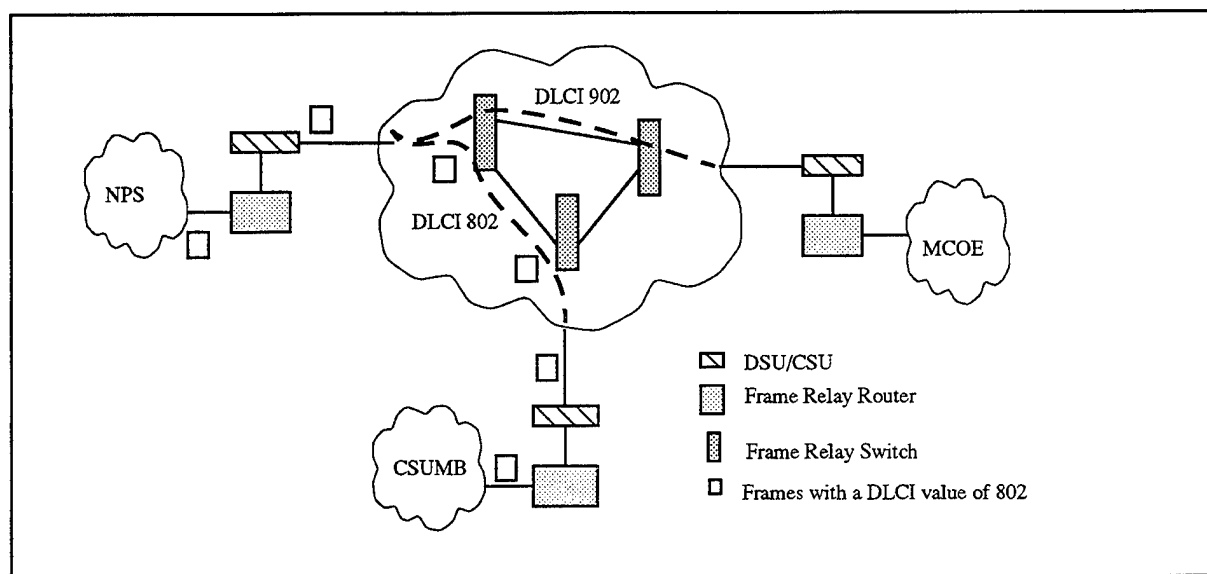 DLCI 902
NPS
DLCI 802
MCOE
CSUMB
DSU/CSU
Frame Relay Router
Frame Relay Switch
Frames with a DLCI value of 802